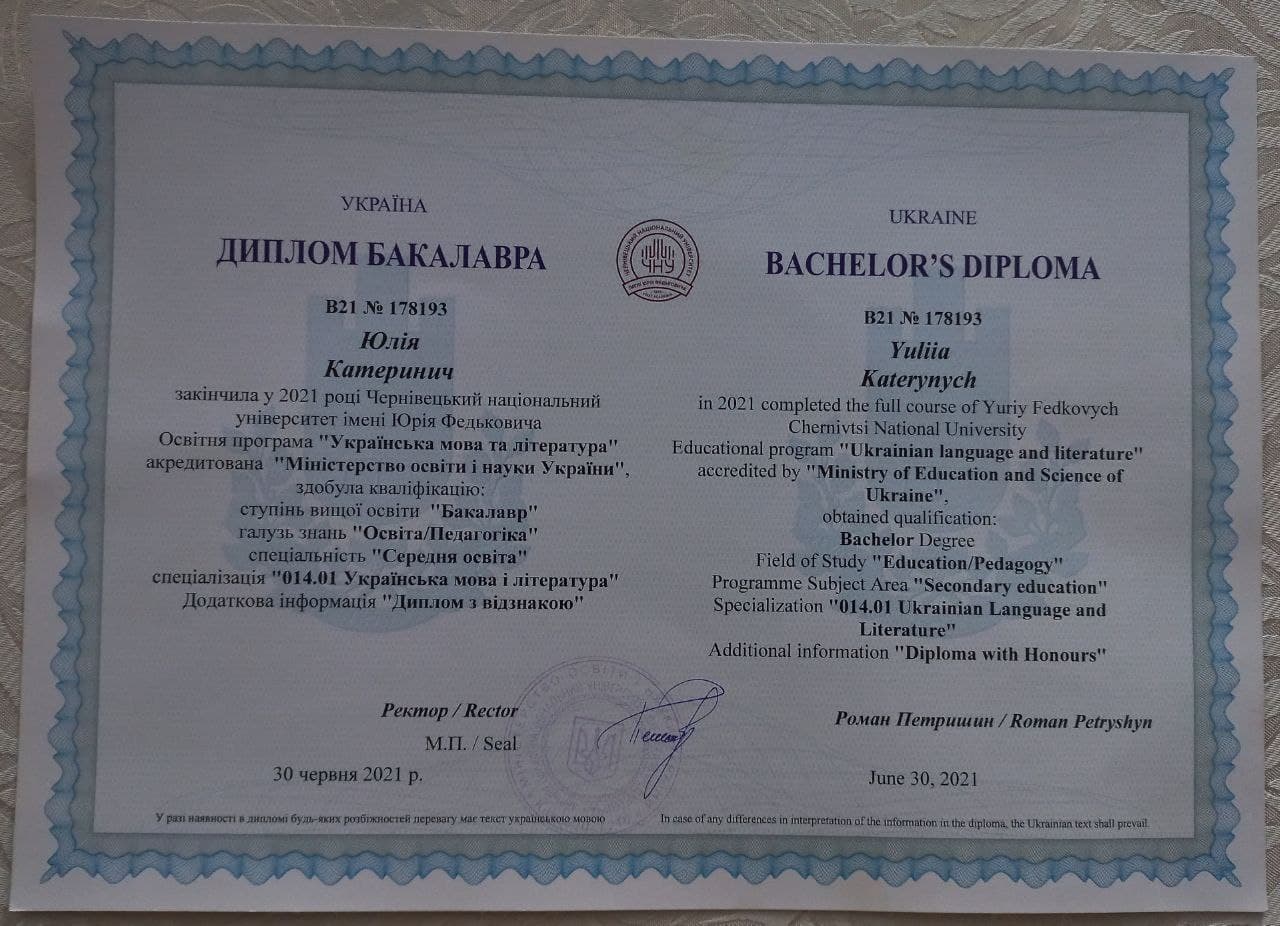 УКРАЇНА
ДИПЛОМ БАКАЛАВРА
B21 № 178193
Юлія
Катеринич
закінчила у 2021 році Чернівецький національний
університет імені Юрія Федьковича
Освітня програма "Українська мова та література"
акредитована "Міністерство освіти і науки України",
здобула кваліфікацію:
ступінь вищої освіти "Бакалавр"
галузь знань "Освіта/Педагогіка"
спеціальність "Середня освіта"
спеціалізація "014.01 Українська мова і література"
Додаткова інформація "Диплом з відзнакою"
ЧЕРНІВЕЦЬКИЙ НАЦІОНАЛЬНИЙ УНІВЕРСИТЕТ
ЧНУ
ІМЕНІ ЮРІЯ ФЕДЬКОВИЧА
UKRAINE
BACHELOR'S DIPLOMA
B21 № 178193
Yuliia
Katerynych
in 2021 completed the full course of Yuriy Fedkovych
Chernivtsi National University
Educational program "Ukrainian language and literature"
accredited by "Ministry of Education and Science of
Ukraine",
obtained qualification:
Bachelor Degree
Field of Study "Education/Pedagogy"
Programme Subject Area "Secondary education"
Specialization "014.01 Ukrainian Language and
Literature"
Additional information "Diploma with Honours"
Ректор / Rector
М.П. / Seal
Роман Петришин / Roman Petryshyn
30 червня 2021 р.
June 30, 2021
У разі наявності в дипломі будь-яких розбіжностей перевагу має текст українською мовою
In case of any differences in interpretation of the information in the diploma, the Ukrainian text shall prevail.